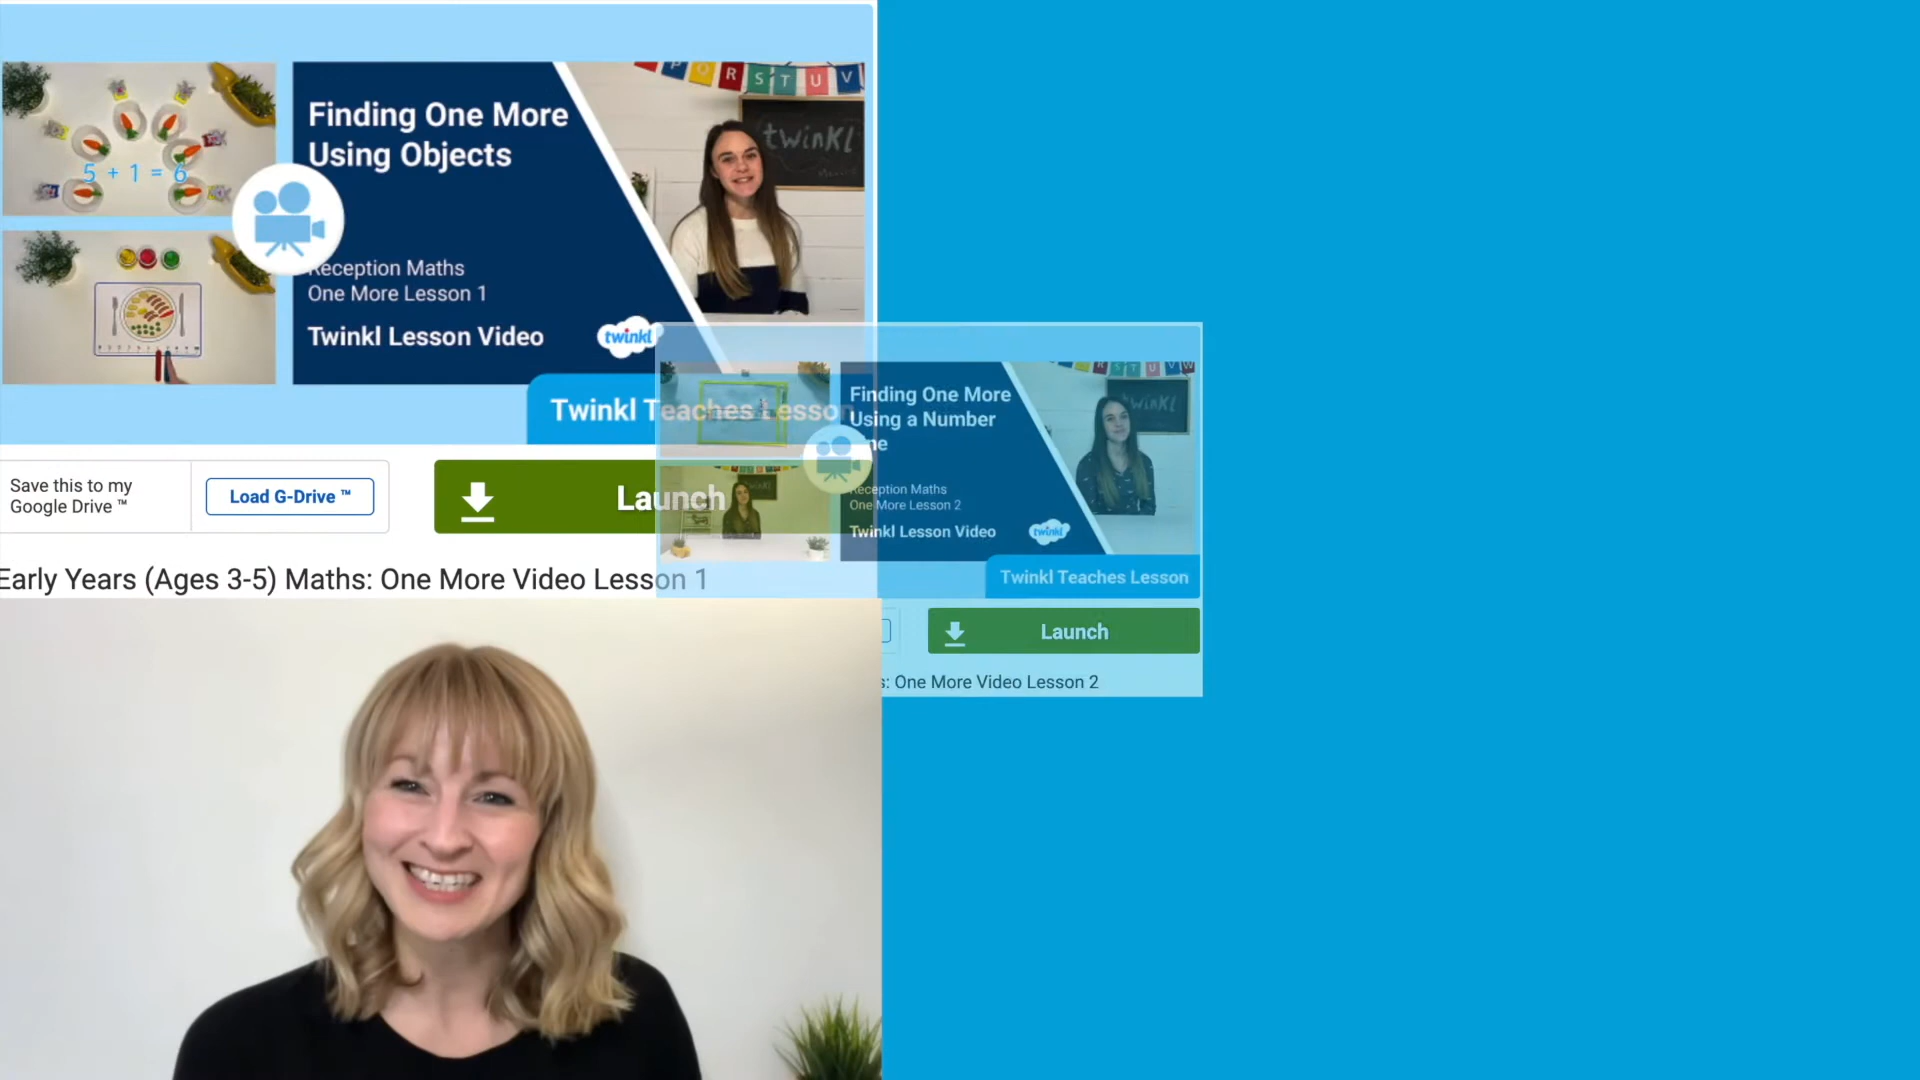 P Q R S T U V
twinkl
Finding One More
Using Objects
5 + 1 = 6
Reception Maths
One More Lesson 1
Twinkl Lesson Video
twinkl
Twinkl Teaches Lesson
Save this to my
Google Drive ™
Load G-Drive ™
Launch
Early Years (Ages 3-5) Maths: One More Video Lesson 1
R S T U V W
twinkl
Finding One More
Using a Number
Reception Maths
One More Lesson 2
Twinkl Lesson Video
twinkl
Twinkl Teaches Lesson
Launch
s: One More Video Lesson 2